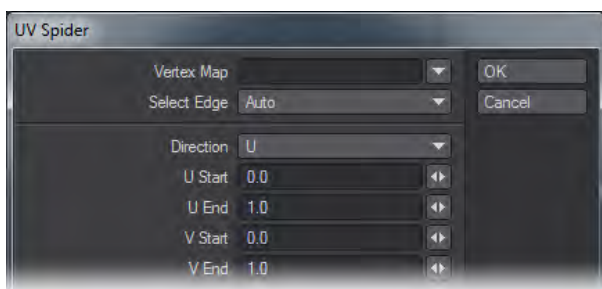 UV Spider
Vertex Map OK
Select Edge Auto Cancel
Direction U
U Start 0.0
U End 1.0
V Start 0.0
V End 1.0